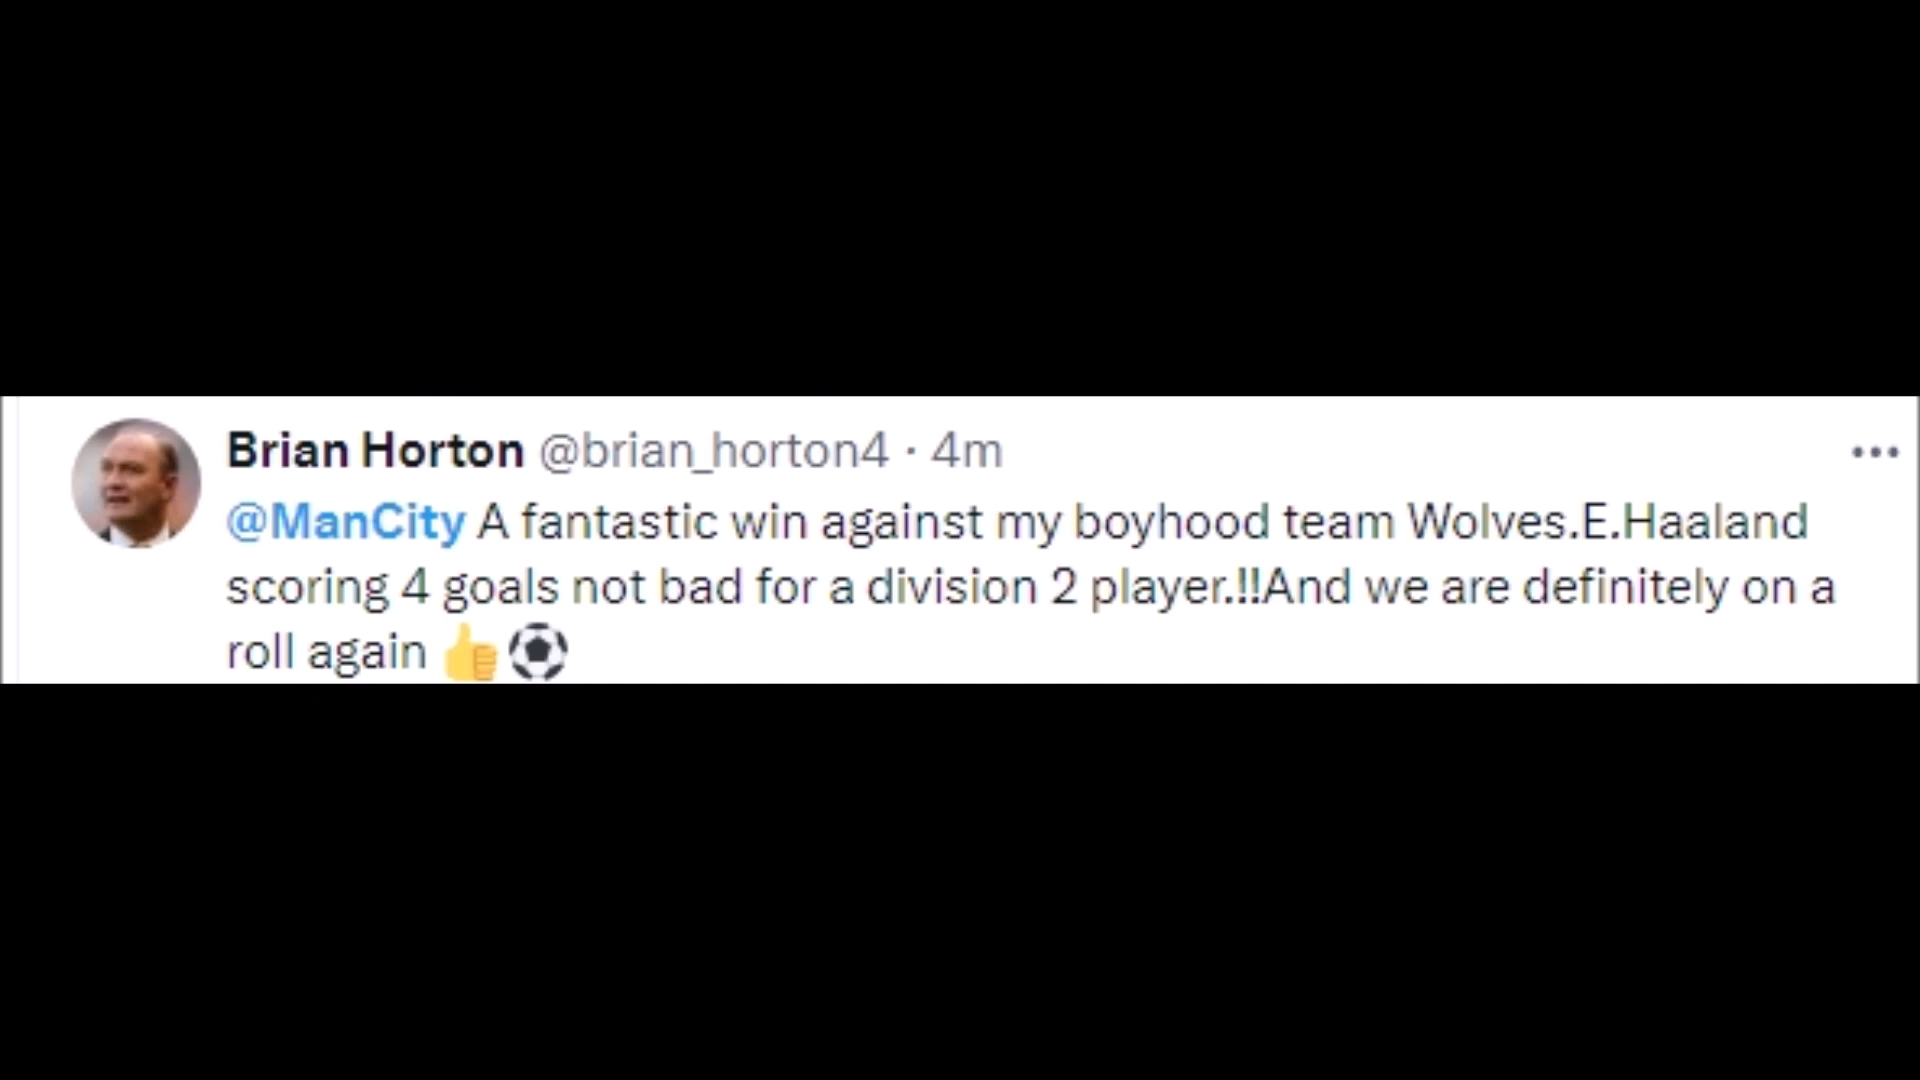 Brian Horton @brian_horton4 · 4m
@ManCity A fantastic win against my boyhood team Wolves.E.Haaland
scoring 4 goals not bad for a division 2 player.!!And we are definitely on a
roll again 👍⚽